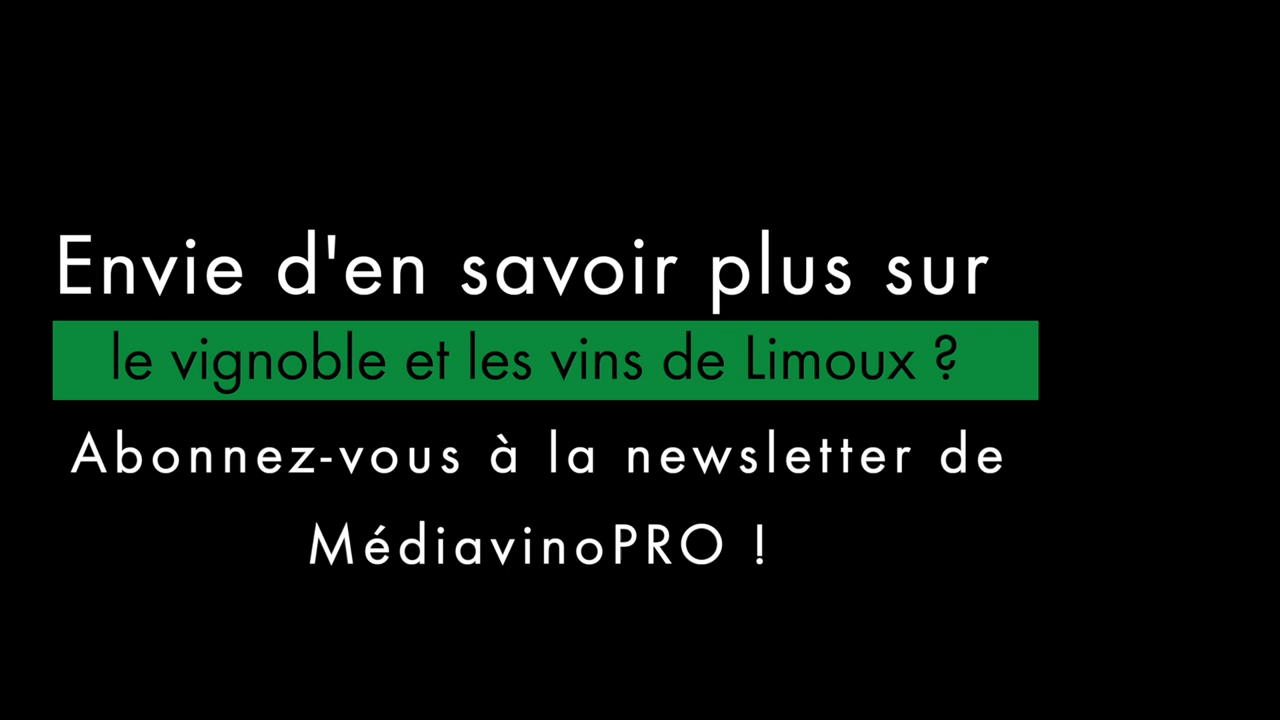 Envie d'en savoir plus sur
le vignoble et les vins de Limoux ?
Abonnez-vous à la newsletter de
MédiavinoPRO !